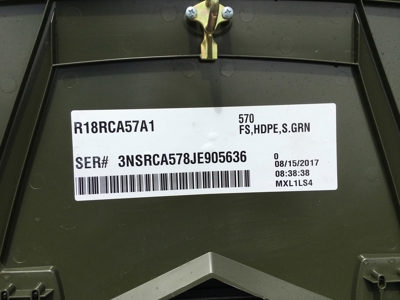 R18RCA57A1
570
FS,HDPE,S.GRN
SER# 3NSRCA578JE905636
0
08/15/2017
08:38:38
MXL1LS4